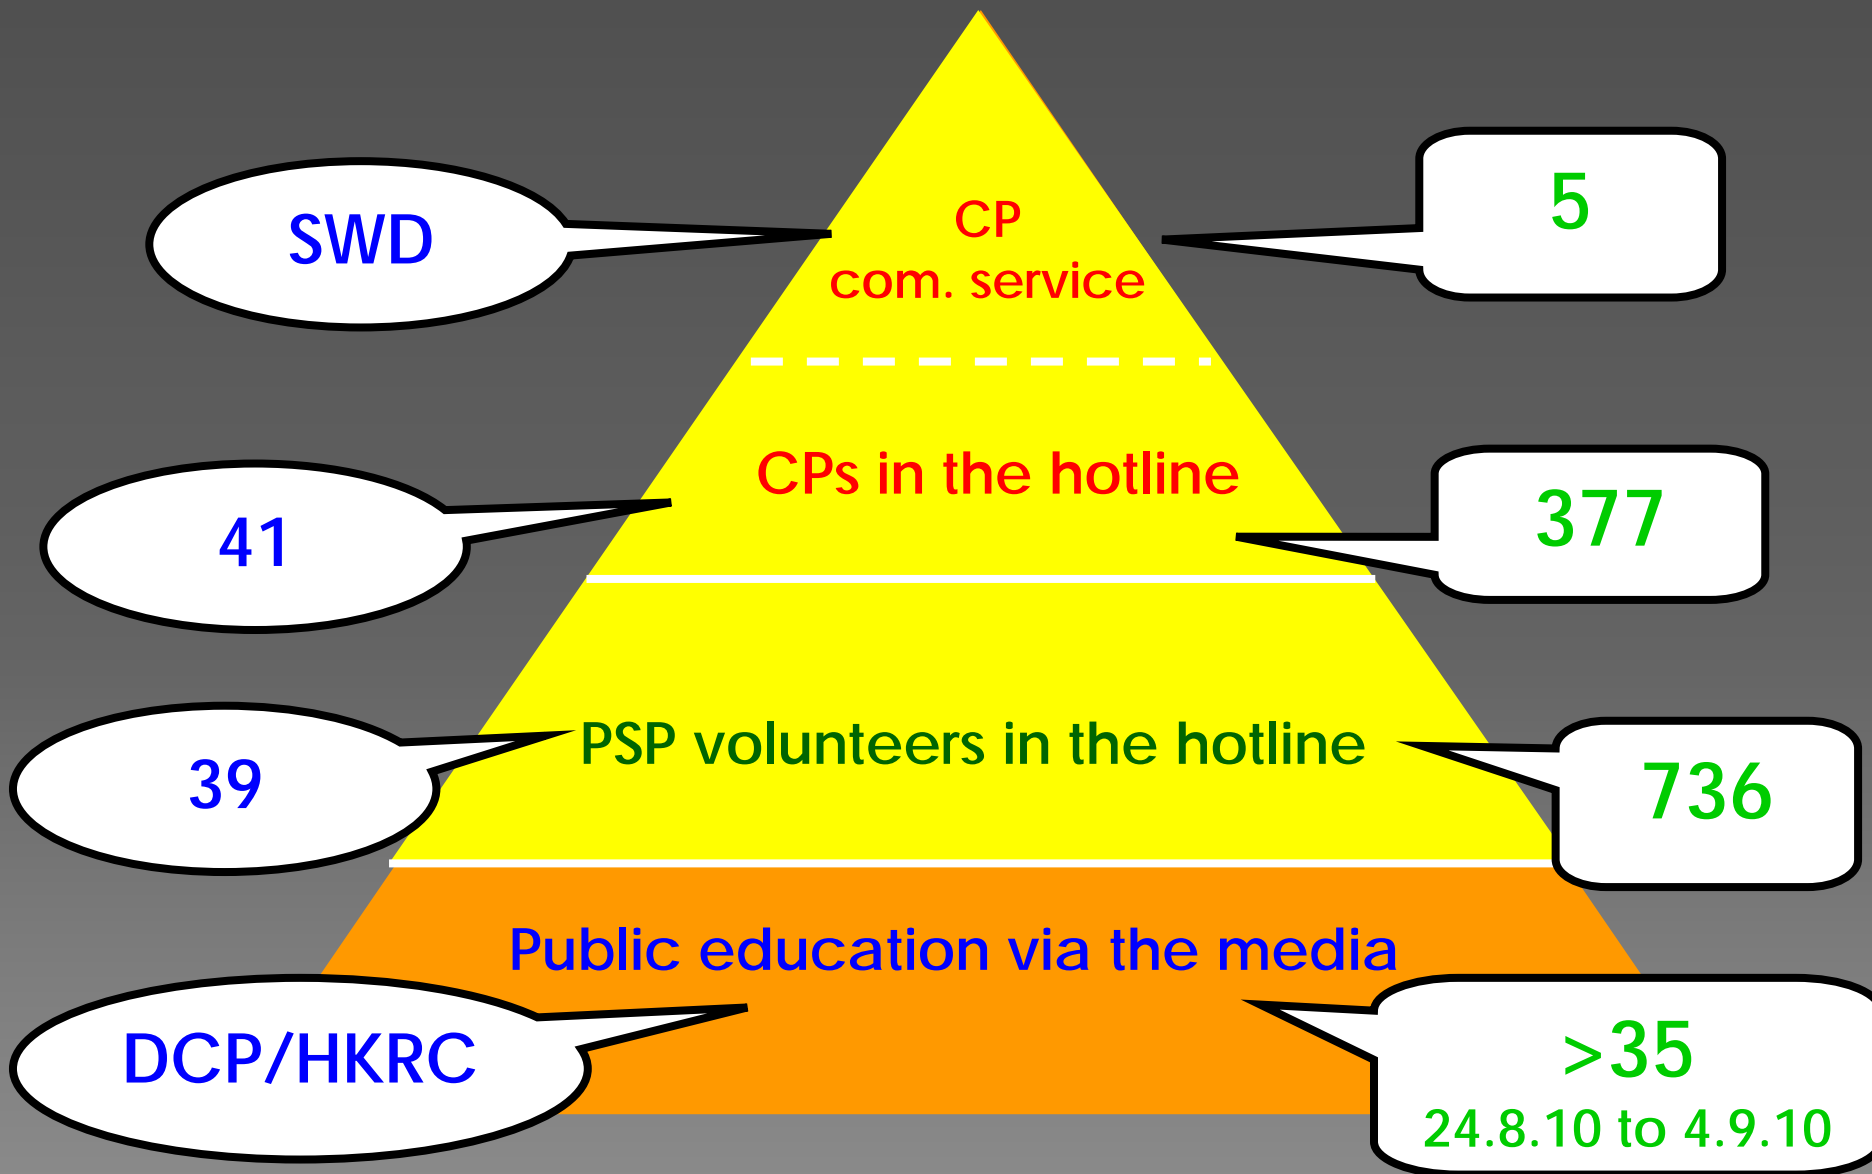 SWD
CP
com. service
5
41
CPs in the hotline
377
39
PSP volunteers in the hotline
736
DCP/HKRC
Public education via the media
>35
24.8.10 to 4.9.10